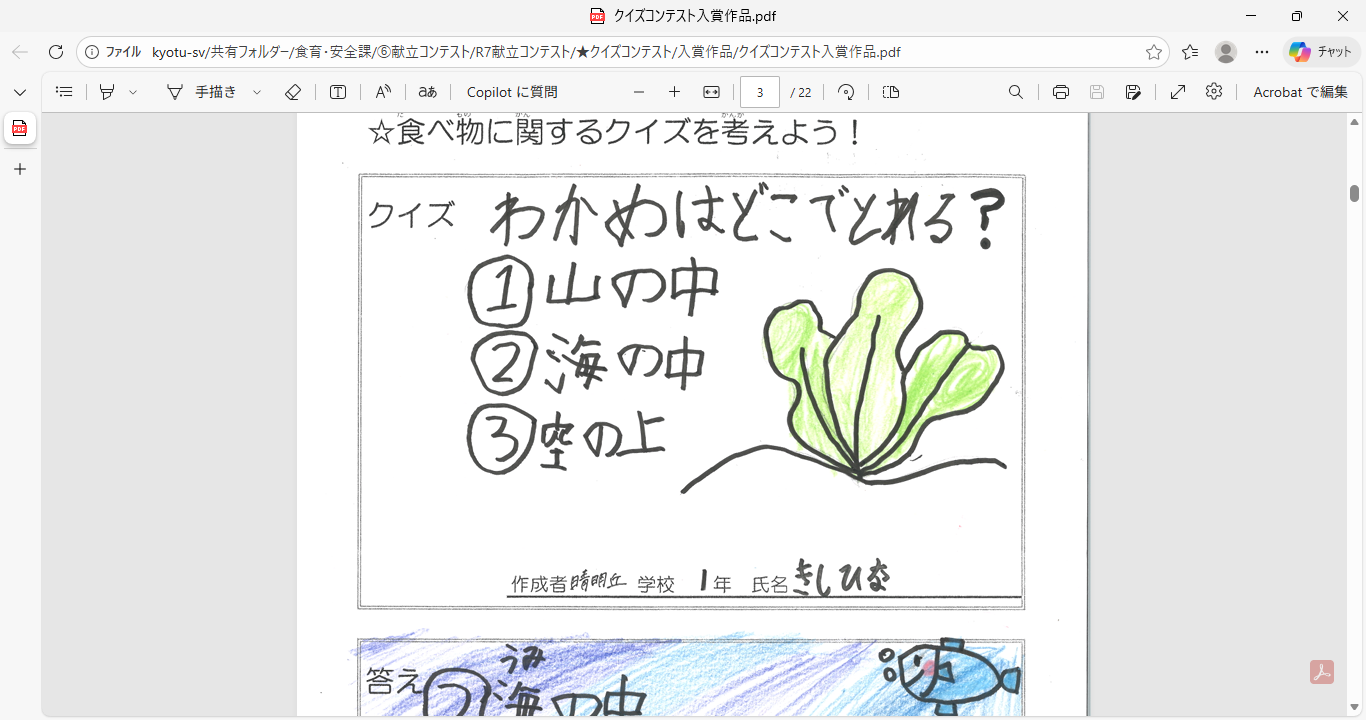 クイズコンテスト入賞作品.pdf
ファイル kyotu-sv/共有フォルダー/食育・安全課/⑥献立コンテスト/R7献立コンテスト/★クイズコンテスト/入賞作品/クイズコンテスト入賞作品.pdf
チャット
手書き
aあ
Copilot に質問
3 / 22
Acrobat で編集
☆食べ物に関するクイズを考えよう！
クイズ わかめはどこでとれる？
①山の中
②海の中
③空の上
作成者 晴明丘 学校 1年 氏名 きしひな
うみ
答え ②海の中